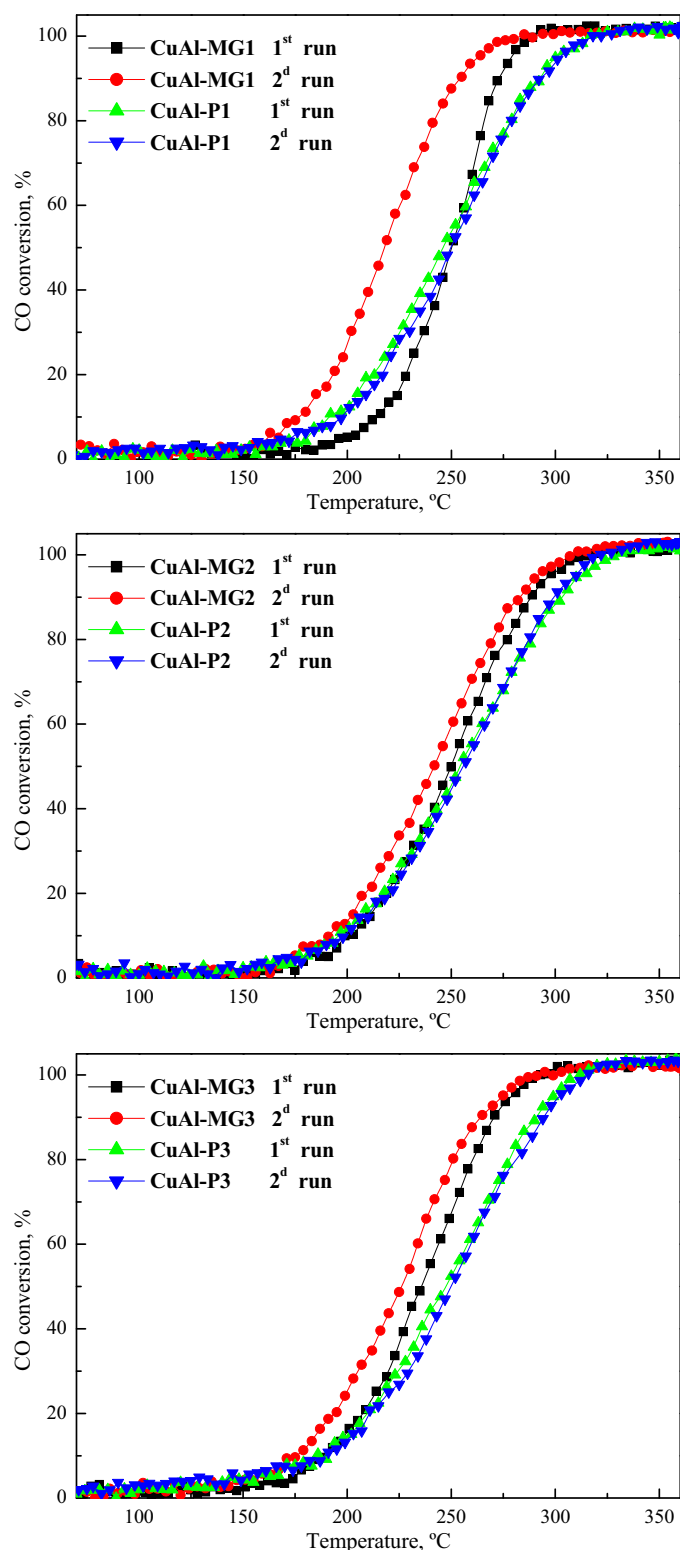 CuAl-MG1 1st run
CuAl-MG1 2d run
CuAl-P1 1st run
CuAl-P1 2d run
CO conversion, %
100
80
60
40
20
0
100 150 200 250 300 350
Temperature, ºC
CuAl-MG2 1st run
CuAl-MG2 2d run
CuAl-P2 1st run
CuAl-P2 2d run
CO conversion, %
100
80
60
40
20
0
100 150 200 250 300 350
Temperature, ºC
CuAl-MG3 1st run
CuAl-MG3 2d run
CuAl-P3 1st run
CuAl-P3 2d run
CO conversion, %
100
80
60
40
20
0
100 150 200 250 300 350
Temperature, ºC